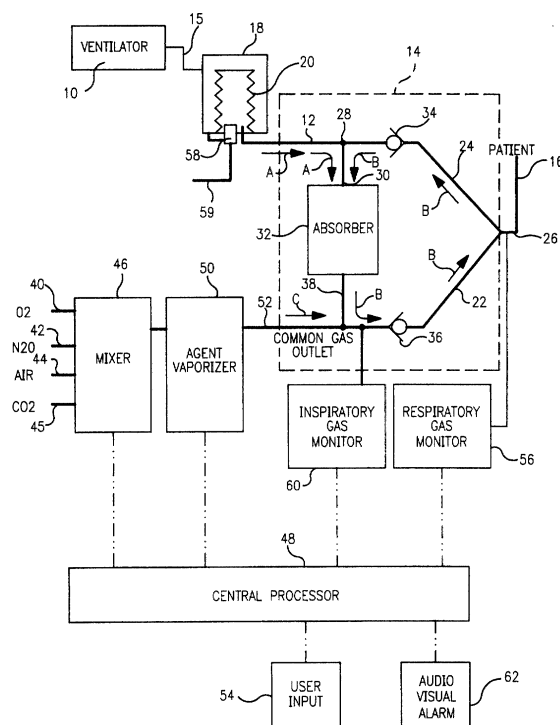 15
18
VENTILATOR
20
10
14
12
28
34
58
24
PATIENT
16
A
A
B
30
59
B
32
ABSORBER
26
40
46
50
38
B
O2
52
C
B
22
42
N2O
44
MIXER
AGENT
VAPORIZER
COMMON GAS
OUTLET
36
AIR
CO2
45
INSPIRATORY
GAS
MONITOR
RESPIRATORY
GAS
MONITOR
60
56
48
CENTRAL PROCESSOR
54
USER
INPUT
AUDIO
VISUAL
ALARM
62